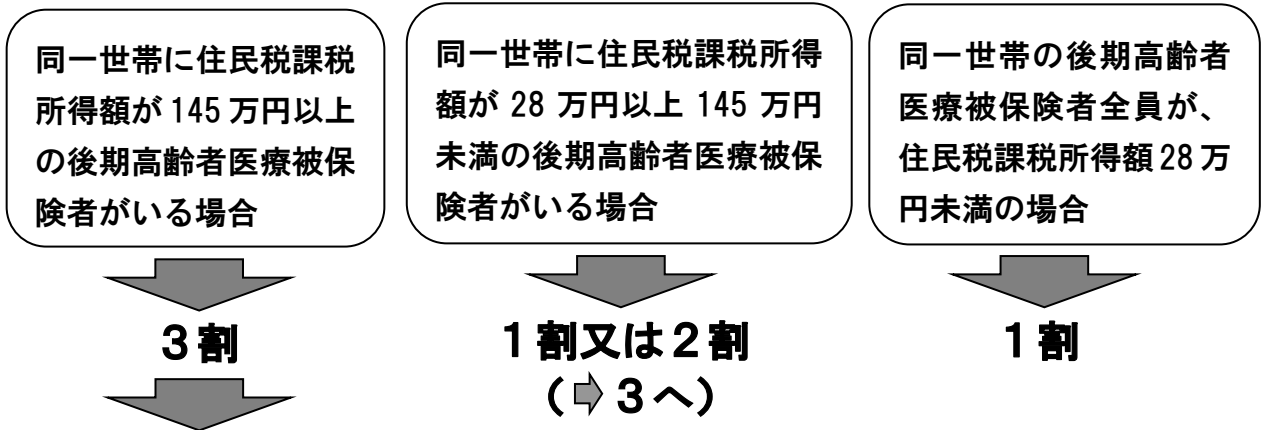 同一世帯に住民税課税
所得額が145万円以上
の後期高齢者医療被保
険者がいる場合
同一世帯に住民税課税所得
額が 28 万円以上 145 万円
未満の後期高齢者医療被保
険者がいる場合
同一世帯の後期高齢者
医療被保険者全員が、
住民税課税所得額28万
円未満の場合
３割
１割又は２割
(⇨３へ)
１割